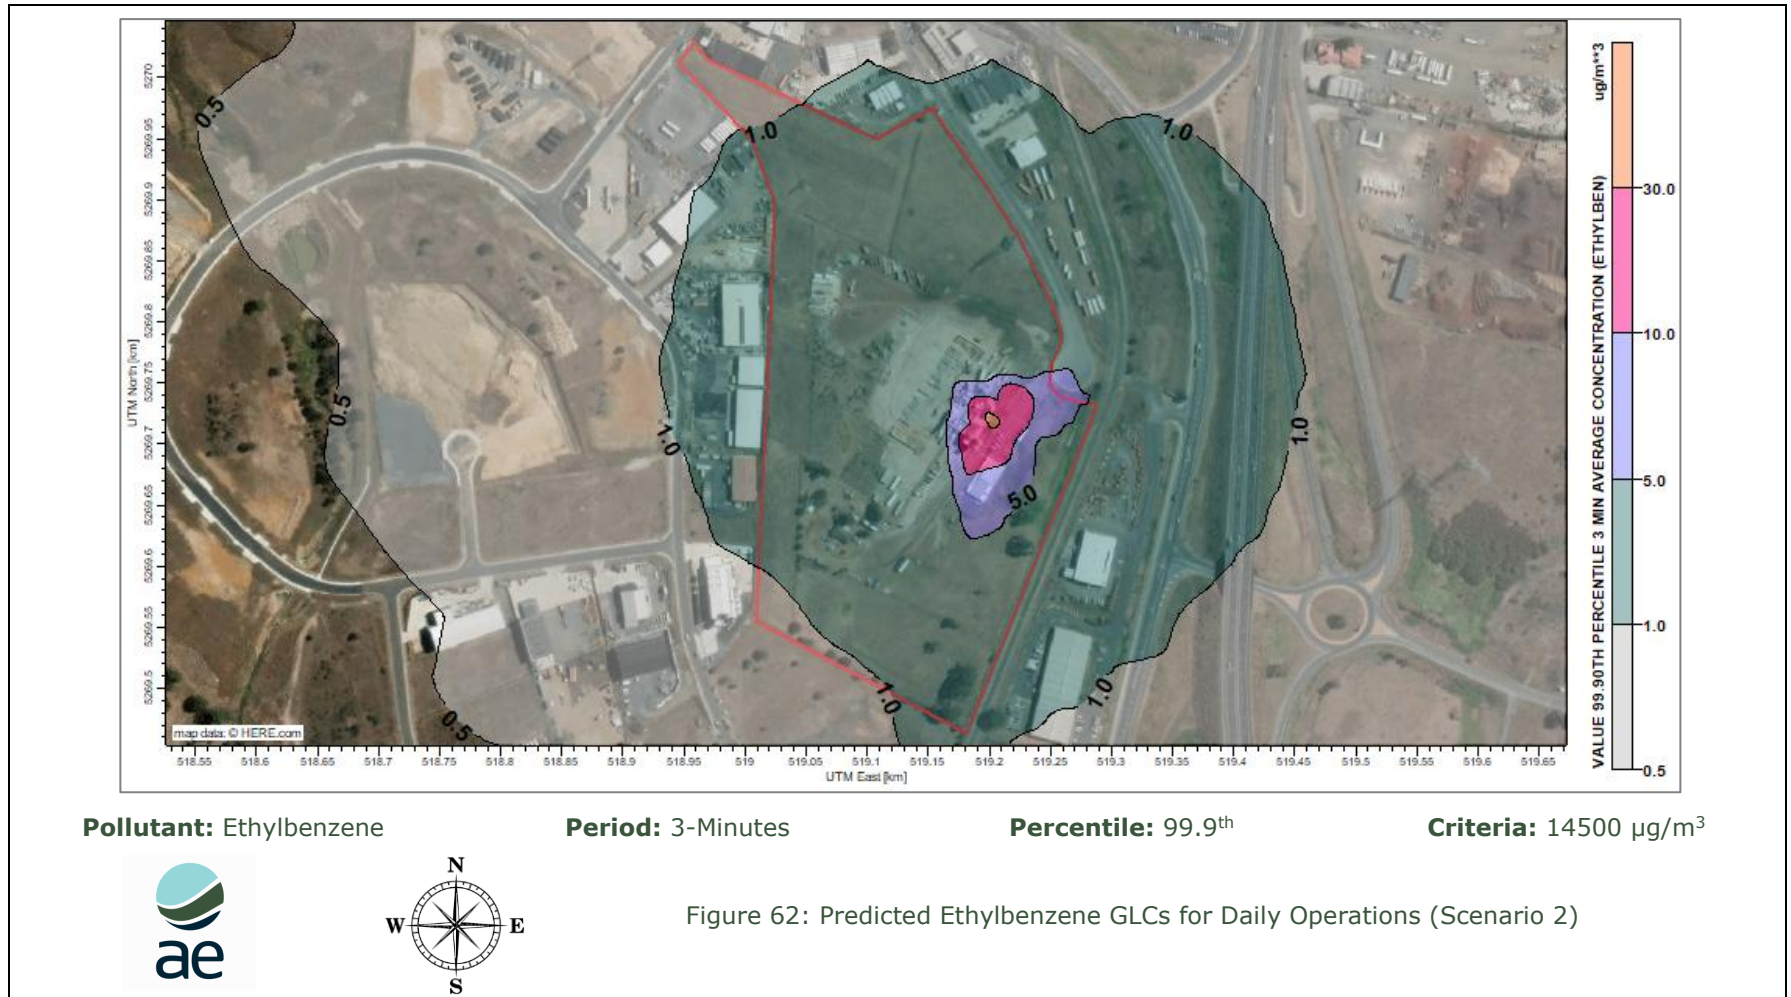 0.5
1.0
1.0
0.5
1.0
1.0
5.0
0.5
1.0
1.0
map data: © HERE.com
5270
5269.95
5269.9
5269.85
5269.8
5269.75
5269.7
5269.65
5269.6
5269.55
5269.5
UTM North [km]
518.55 518.6 518.65 518.7 518.75 518.8 518.85 518.9 518.95 519 519.05 519.1 519.15 519.2 519.25 519.3 519.35 519.4 519.45 519.5 519.55 519.6 519.65
UTM East [km]
VALUE 99.90TH PERCENTILE 3 MIN AVERAGE CONCENTRATION (ETHYLBEN) ug/m**3
30.0
10.0
5.0
1.0
0.5
Pollutant: Ethylbenzene Period: 3-Minutes Percentile: 99.9th Criteria: 14500 µg/m3
ae
N
W E
S
Figure 62: Predicted Ethylbenzene GLCs for Daily Operations (Scenario 2)